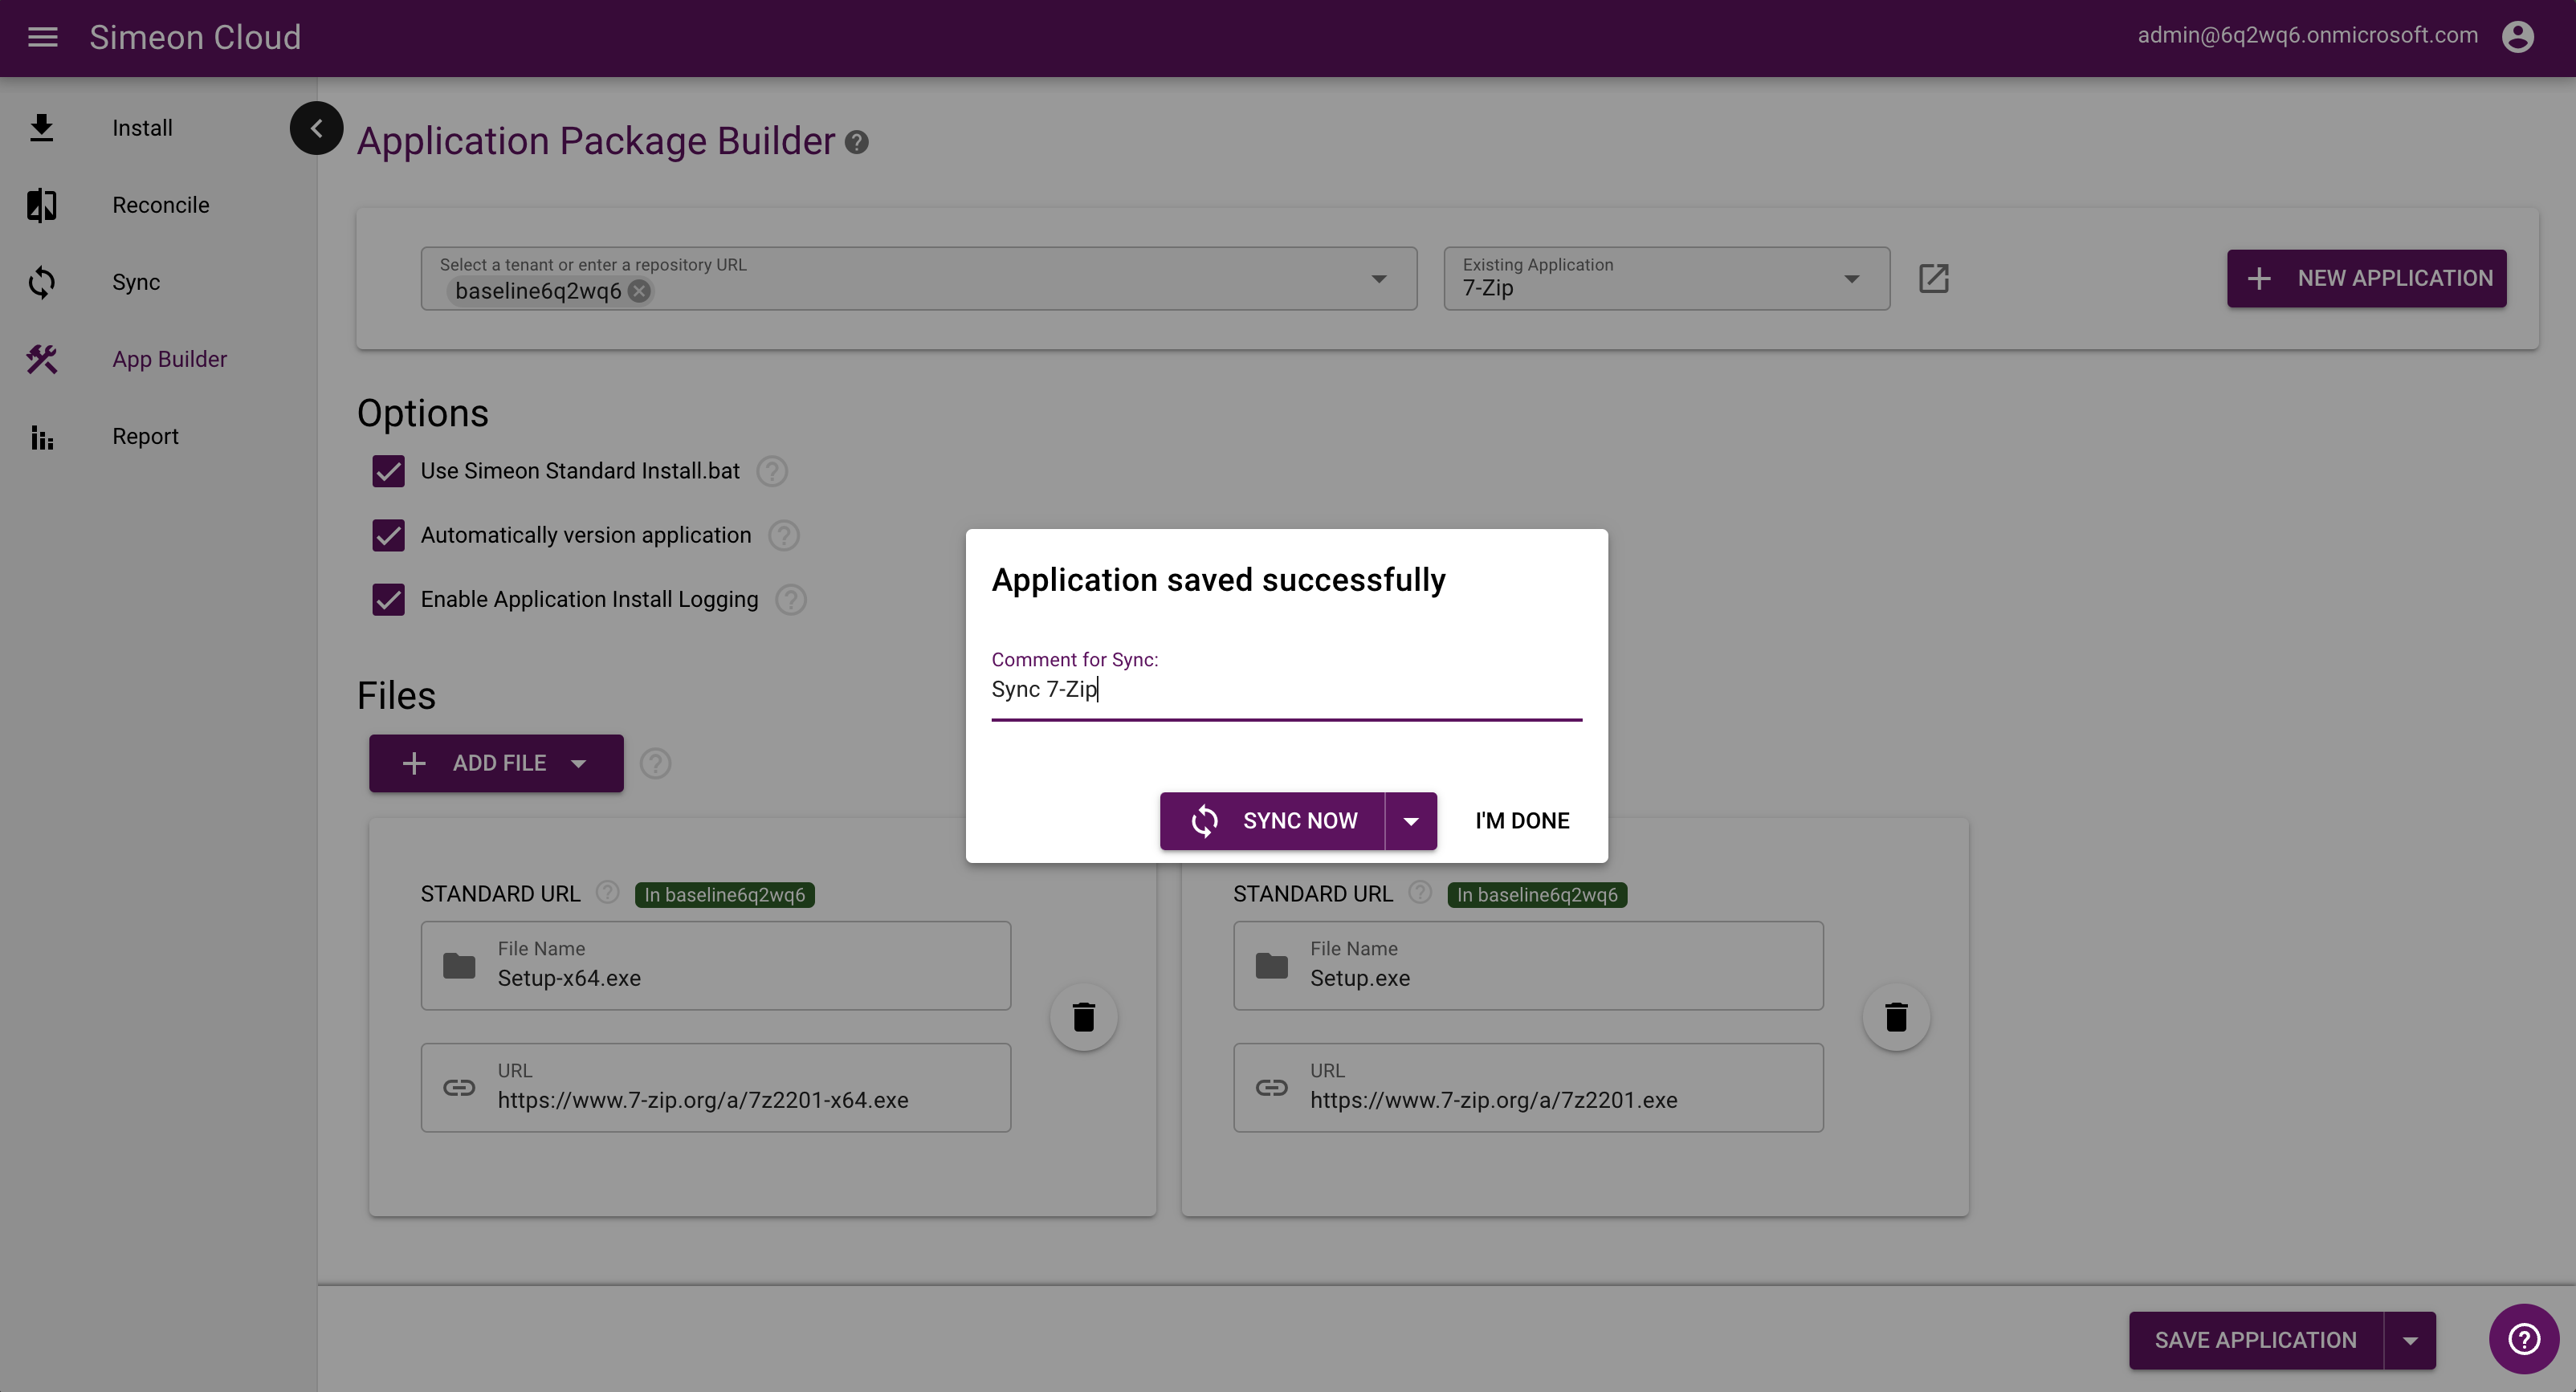 Simeon Cloud
admin@6q2wq6.onmicrosoft.com
Install
Reconcile
Sync
App Builder
Report
Application Package Builder
Select a tenant or enter a repository URL
baseline6q2wq6
Existing Application
7-Zip
NEW APPLICATION
Options
Use Simeon Standard Install.bat
Automatically version application
Enable Application Install Logging
Files
ADD FILE
Application saved successfully
Comment for Sync:
Sync 7-Zip
SYNC NOW
I'M DONE
STANDARD URL
In baseline6q2wq6
File Name
Setup-x64.exe
URL
https://www.7-zip.org/a/7z2201-x64.exe
STANDARD URL
In baseline6q2wq6
File Name
Setup.exe
URL
https://www.7-zip.org/a/7z2201.exe
SAVE APPLICATION